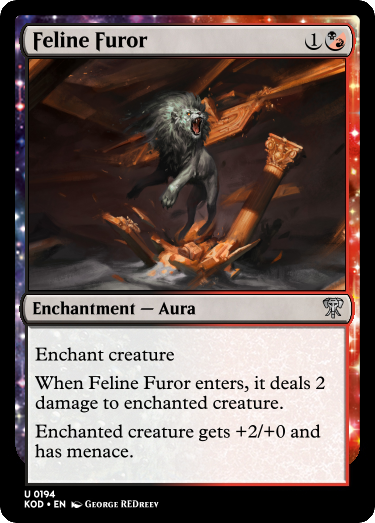 Feline Furor 1
Enchantment — Aura
Enchant creature
When Feline Furor enters, it deals 2
damage to enchanted creature.
Enchanted creature gets +2/+0 and
has menace.
U 0194
KOD • EN George REDreev